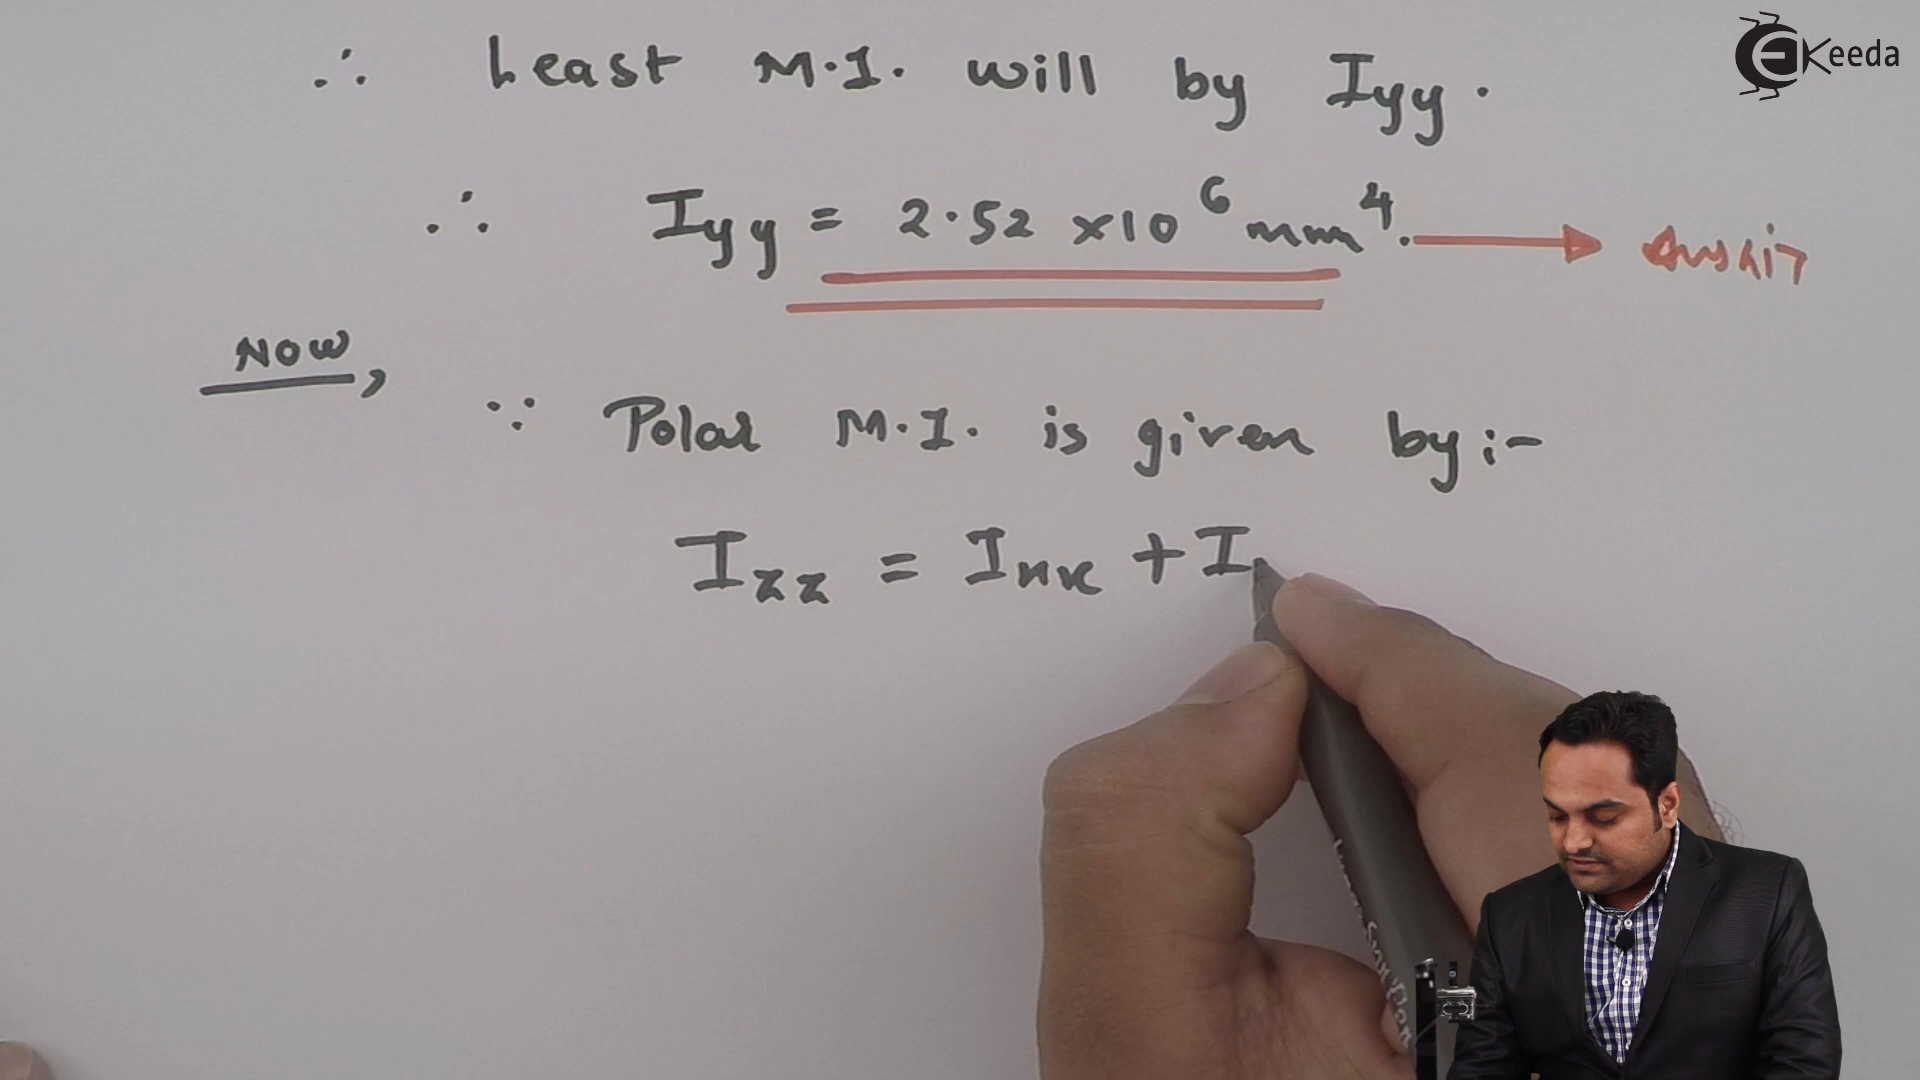 EKeeda
∴ Least M.I. will by Iyy.
∴ Iyy = 2.52 ×10⁶ mm⁴.
Now,
∵ Polar M.I. is given by:-
Izz = Ixx + I